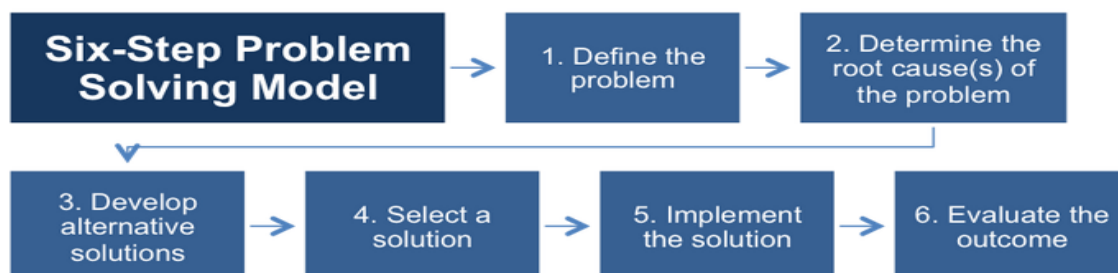 Six-Step Problem
Solving Model
1. Define the
problem
2. Determine the
root cause(s) of
the problem
3. Develop
alternative
solutions
4. Select a
solution
5. Implement
the solution
6. Evaluate the
outcome